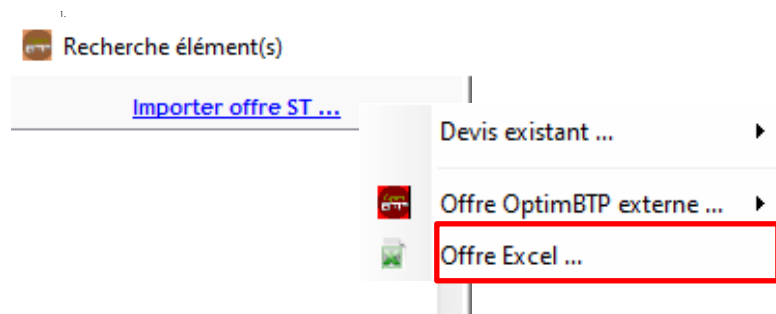 1.
Recherche élément(s)
Importer offre ST ...
Devis existant ...
Offre OptimBTP externe ...
Offre Excel ...